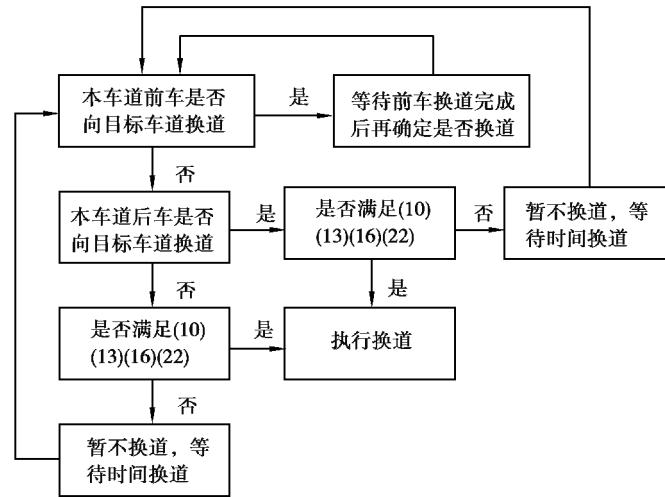 本车道前车是否
向目标车道换道
是
等待前车换道完成
后再确定是否换道
否
本车道后车是否
向目标车道换道
是
是否满足(10)
(13)(16)(22)
否
暂不换道，等
待时间换道
否
是
是否满足(10)
(13)(16)(22)
是
执行换道
否
暂不换道，等
待时间换道